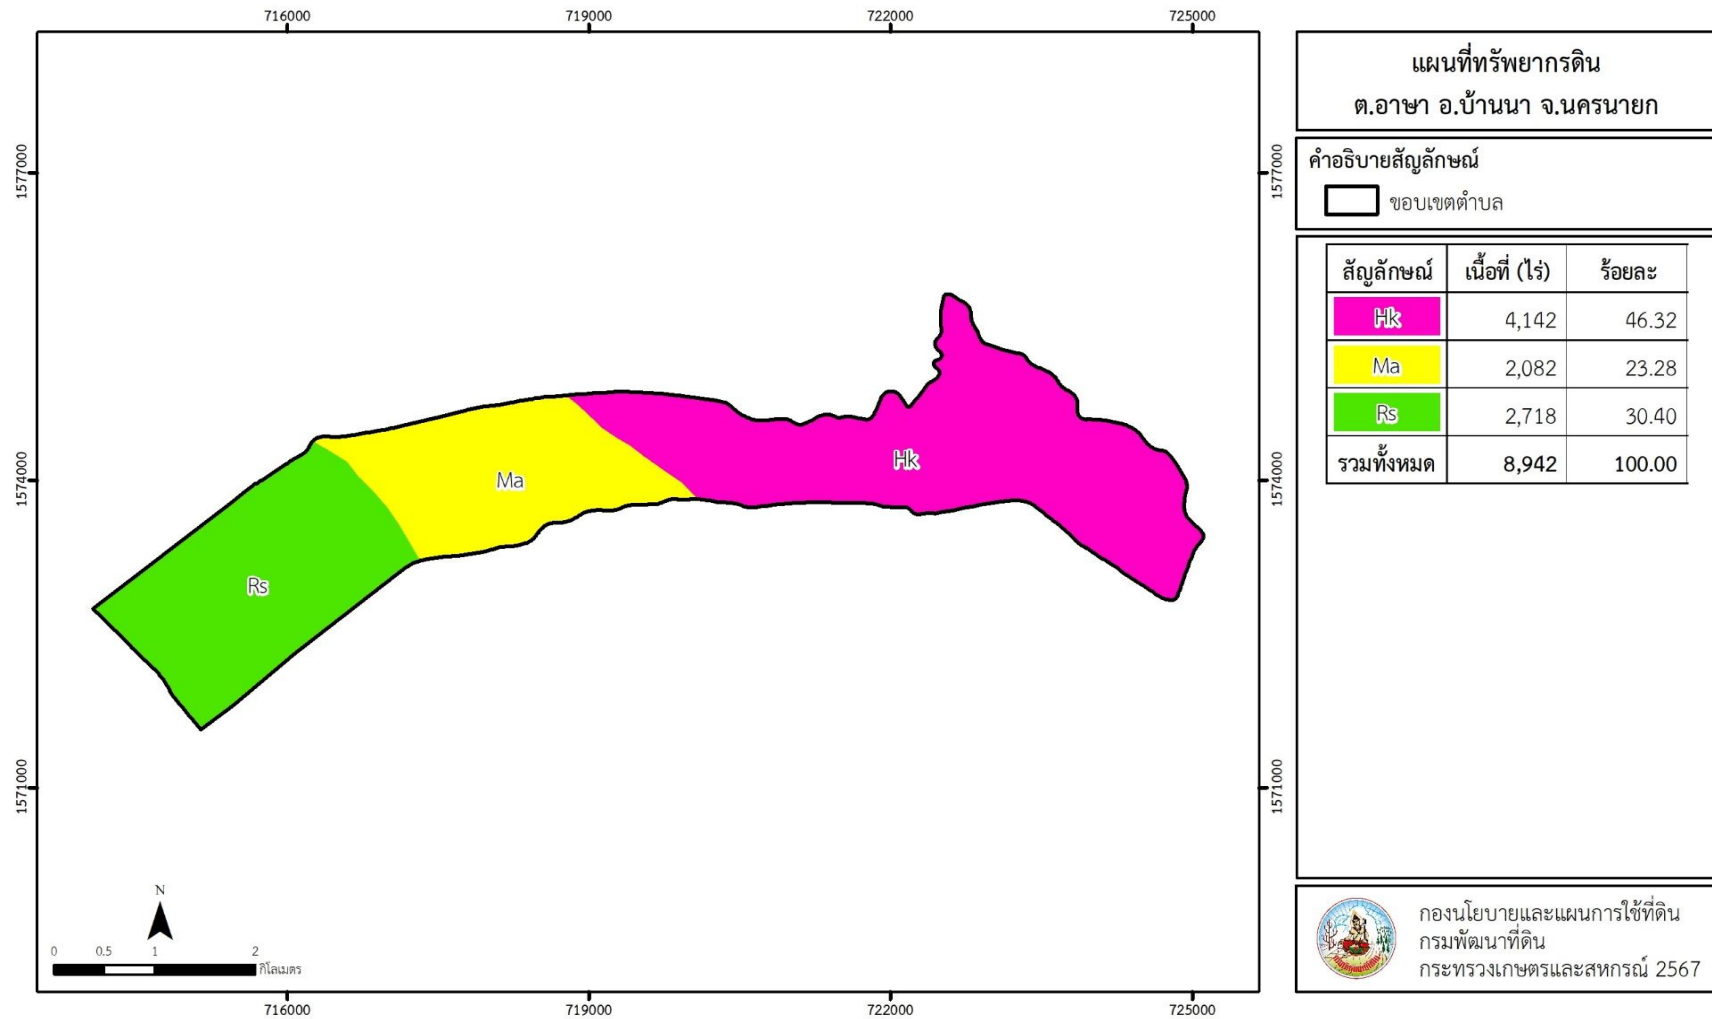 716000 719000 722000 725000
แผนที่ทรัพยากรดิน
ต.อาษา อ.บ้านนา จ.นครนายก
คำอธิบายสัญลักษณ์
ขอบเขตตำบล
สัญลักษณ์ เนื้อที่ (ไร่) ร้อยละ
Hk 4,142 46.32
Ma 2,082 23.28
Rs 2,718 30.40
รวมทั้งหมด 8,942 100.00
1577000 1577000
1574000 1574000
1571000 1571000
Hk
Ma
Rs
N
0 0.5 1 2
กิโลเมตร
716000 719000 722000 725000
กองนโยบายและแผนการใช้ที่ดิน
กรมพัฒนาที่ดิน
กระทรวงเกษตรและสหกรณ์ 2567